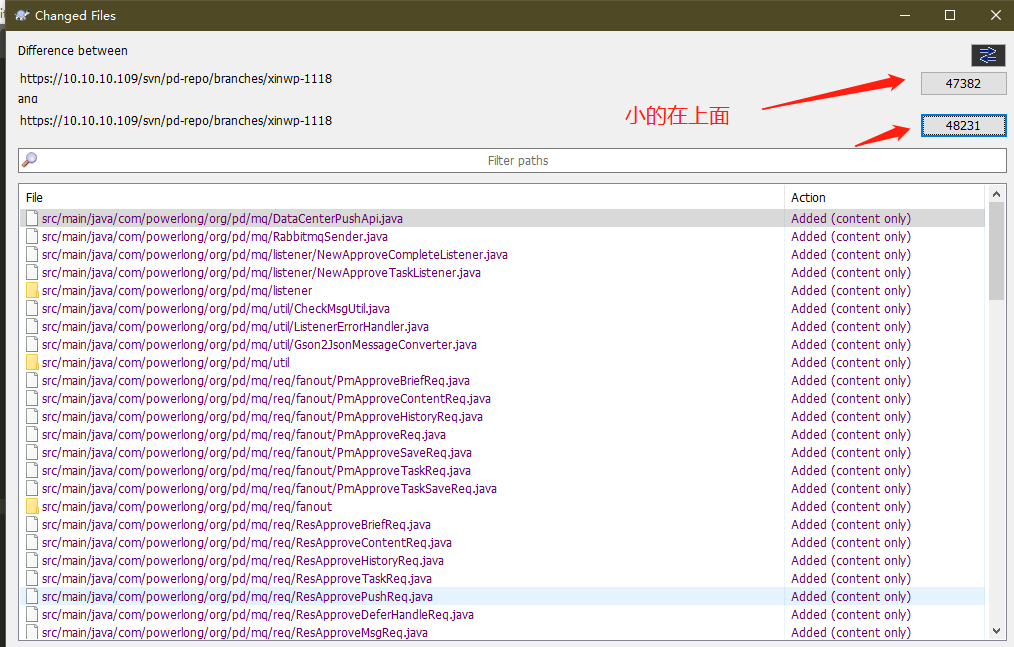 Changed Files
Difference between
https://10.10.10.109/svn/pd-repo/branches/xinwp-1118
47382
and
小的在上面
https://10.10.10.109/svn/pd-repo/branches/xinwp-1118
48231
Filter paths
File Action
src/main/java/com/powerlong/org/pd/mq/DataCenterPushApi.java Added (content only)
src/main/java/com/powerlong/org/pd/mq/RabbitmqSender.java Added (content only)
src/main/java/com/powerlong/org/pd/mq/listener/NewApproveCompleteListener.java Added (content only)
src/main/java/com/powerlong/org/pd/mq/listener/NewApproveTaskListener.java Added (content only)
src/main/java/com/powerlong/org/pd/mq/listener Added (content only)
src/main/java/com/powerlong/org/pd/mq/util/CheckMsgUtil.java Added (content only)
src/main/java/com/powerlong/org/pd/mq/util/ListenerErrorHandler.java Added (content only)
src/main/java/com/powerlong/org/pd/mq/util/Gson2JsonMessageConverter.java Added (content only)
src/main/java/com/powerlong/org/pd/mq/util Added (content only)
src/main/java/com/powerlong/org/pd/mq/req/fanout/PmApproveBriefReq.java Added (content only)
src/main/java/com/powerlong/org/pd/mq/req/fanout/PmApproveContentReq.java Added (content only)
src/main/java/com/powerlong/org/pd/mq/req/fanout/PmApproveHistoryReq.java Added (content only)
src/main/java/com/powerlong/org/pd/mq/req/fanout/PmApproveReq.java Added (content only)
src/main/java/com/powerlong/org/pd/mq/req/fanout/PmApproveSaveReq.java Added (content only)
src/main/java/com/powerlong/org/pd/mq/req/fanout/PmApproveTaskReq.java Added (content only)
src/main/java/com/powerlong/org/pd/mq/req/fanout/PmApproveTaskSaveReq.java Added (content only)
src/main/java/com/powerlong/org/pd/mq/req/fanout Added (content only)
src/main/java/com/powerlong/org/pd/mq/req/ResApproveBriefReq.java Added (content only)
src/main/java/com/powerlong/org/pd/mq/req/ResApproveContentReq.java Added (content only)
src/main/java/com/powerlong/org/pd/mq/req/ResApproveHistoryReq.java Added (content only)
src/main/java/com/powerlong/org/pd/mq/req/ResApproveTaskReq.java Added (content only)
src/main/java/com/powerlong/org/pd/mq/req/ResApprovePushReq.java Added (content only)
src/main/java/com/powerlong/org/pd/mq/req/ResApproveDeferHandleReq.java Added (content only)
src/main/java/com/powerlong/org/pd/mq/req/ResApproveMsgReq.java Added (content only)